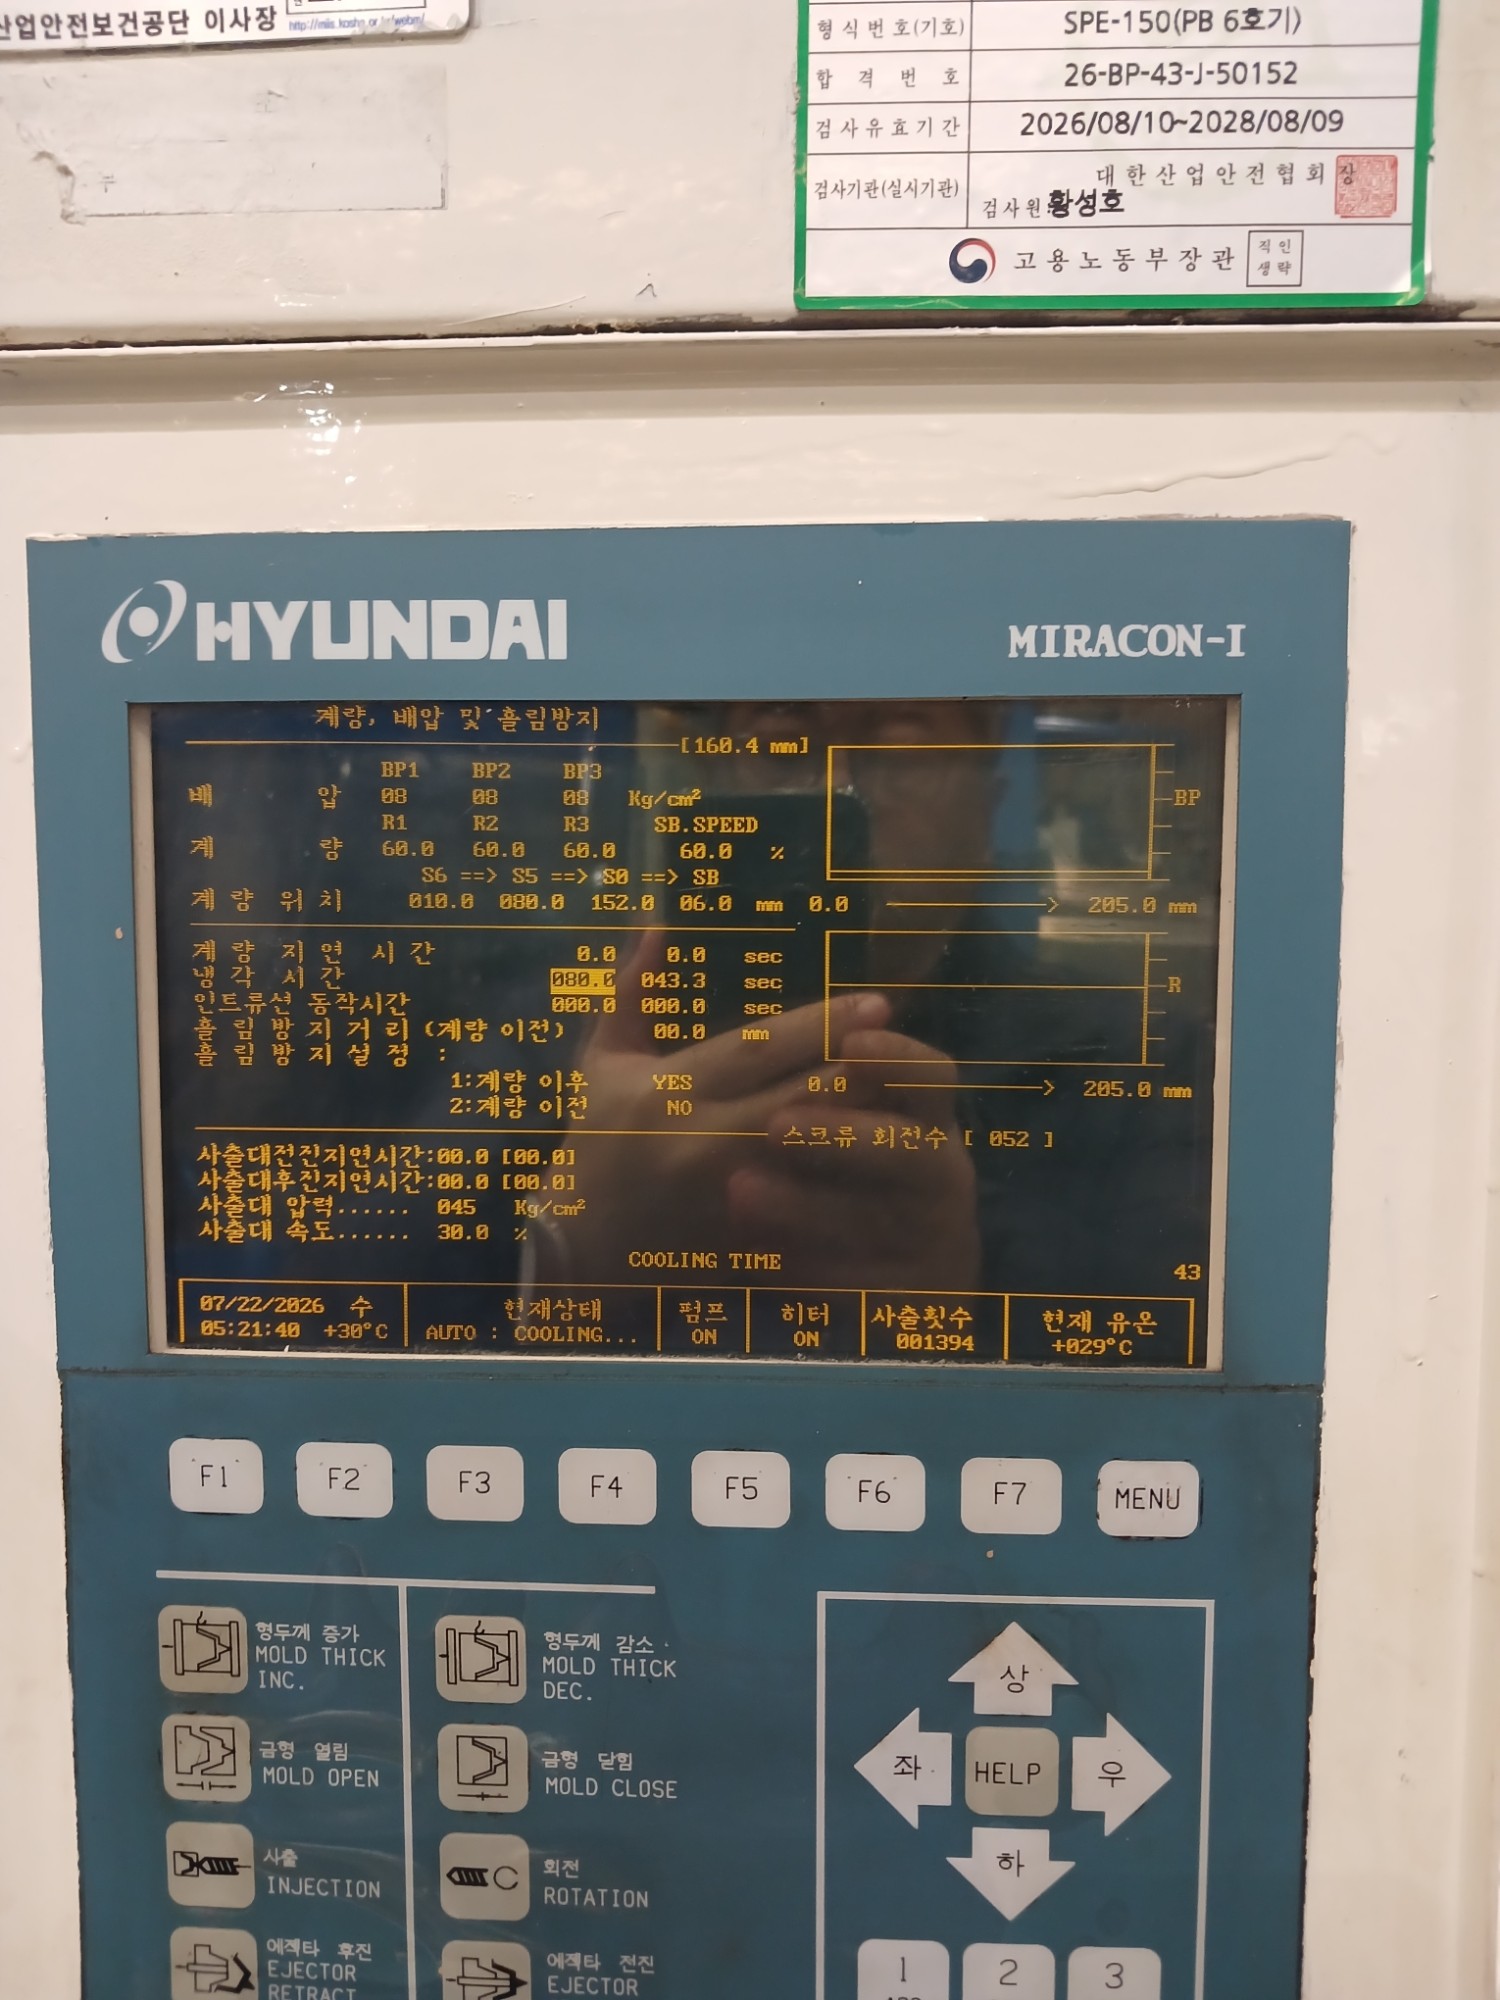 산업안전보건공단 이사장
http://miis.kosha.or.kr/webm/
형식번호(기호) SPE-150(PB 6호기)
합 격 번 호 26-BP-43-J-50152
검사유효기간 2026/08/10~2028/08/09
검사기관(실시기관) 대한산업안전협회장
검사원 황성호
고용노동부장관 직인생략
HYUNDAI
MIRACON-I
계량, 배압 및 흘림방지
[160.4 mm]
BP1 BP2 BP3
배 압 08 08 08 Kg/cm²
BP
R1 R2 R3 SB.SPEED
계 량 60.0 60.0 60.0 60.0 %
S6 ==> S5 ==> S0 ==> SB
계 량 위 치 010.0 080.0 152.0 06.0 mm 0.0 205.0 mm
계 량 지 연 시 간 0.0 0.0 sec
냉 각 시 간 080.0 043.3 sec
R
인트류션 동작시간 000.0 000.0 sec
흘 림 방 지 거 리 (계량 이전) 00.0 mm
흘 림 방 지 설 정 :
1:계량 이후 YES 0.0 205.0 mm
2:계량 이전 NO
스크류 회전수 [ 052 ]
사출대전진지연시간:00.0 [00.0]
사출대후진지연시간:00.0 [00.0]
사출대 압력...... 045 Kg/cm²
사출대 속도...... 30.0 %
COOLING TIME 43
07/22/2026 수 현재상태 펌프 히터 사출횟수 현재 유온
05:21:40 +30°C AUTO : COOLING... ON ON 001394 +029°C
F1 F2 F3 F4 F5 F6 F7 MENU
형두께 증가
MOLD THICK
INC.
형두께 감소
MOLD THICK
DEC.
금형 열림
MOLD OPEN
금형 닫힘
MOLD CLOSE
사출
INJECTION
회전
ROTATION
에젝타 후진
EJECTOR
RETRACT
에젝타 전진
EJECTOR
상
좌 HELP 우
하
1 2 3